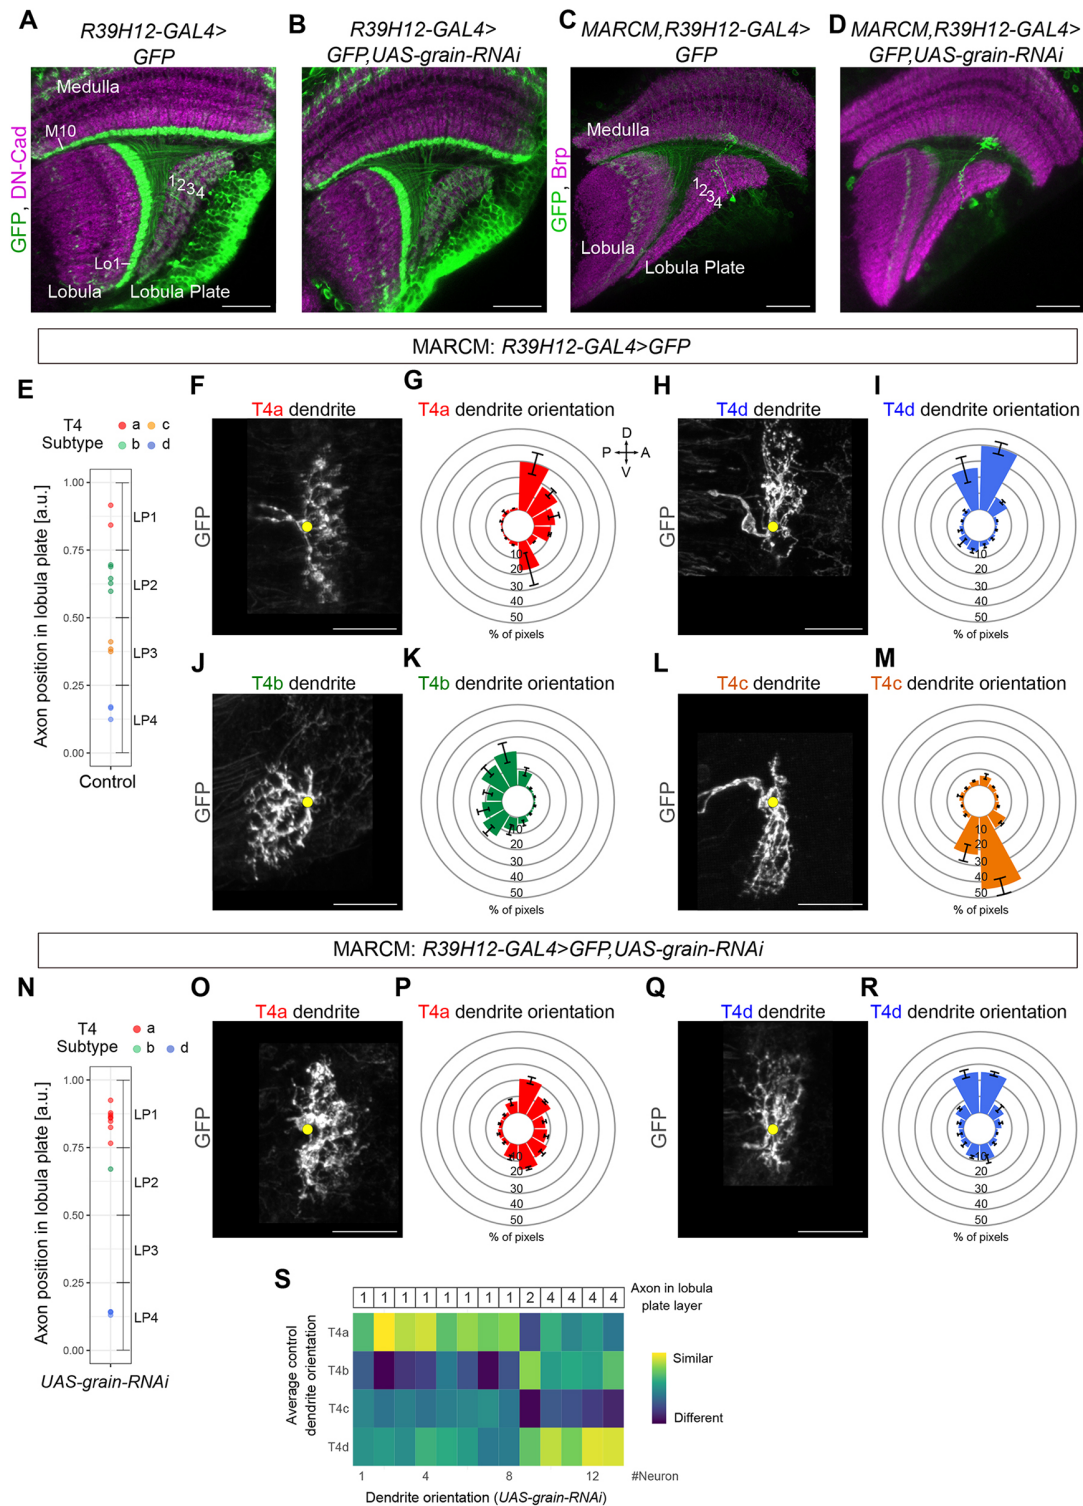 A
R39H12-GAL4>
GFP
B
R39H12-GAL4>
GFP,UAS-grain-RNAi
C
MARCM,R39H12-GAL4>
GFP
D
MARCM,R39H12-GAL4>
GFP,UAS-grain-RNAi
GFP, DN-Cad
Medulla
M10
1234
Lo1
Lobula
Lobula Plate
GFP, Brp
Medulla
1234
Lobula
Lobula Plate
MARCM: R39H12-GAL4>GFP
E
T4
Subtype
a
c
b
d
Axon position in lobula plate [a.u.]
1.00
0.75
0.50
0.25
0.00
LP1
LP2
LP3
LP4
Control
F
T4a dendrite
GFP
G
T4a dendrite orientation
10
20
30
40
50
% of pixels
D
P
A
V
H
T4d dendrite
GFP
I
T4d dendrite orientation
10
20
30
40
50
% of pixels
J
T4b dendrite
GFP
K
T4b dendrite orientation
10
20
30
40
50
% of pixels
L
T4c dendrite
GFP
M
T4c dendrite orientation
10
20
30
40
50
% of pixels
MARCM: R39H12-GAL4>GFP,UAS-grain-RNAi
N
T4
Subtype
a
b
d
Axon position in lobula plate [a.u.]
1.00
0.75
0.50
0.25
0.00
LP1
LP2
LP3
LP4
UAS-grain-RNAi
O
T4a dendrite
GFP
P
T4a dendrite orientation
10
20
30
40
50
% of pixels
Q
T4d dendrite
GFP
R
T4d dendrite orientation
10
20
30
40
50
% of pixels
S
1 1 1 1 1 1 1 1 2 4 4 4 4
Axon in lobula
plate layer
Average control
dendrite orientation
T4a
T4b
T4c
T4d
Similar
Different
1 4 8 12
#Neuron
Dendrite orientation (UAS-grain-RNAi)